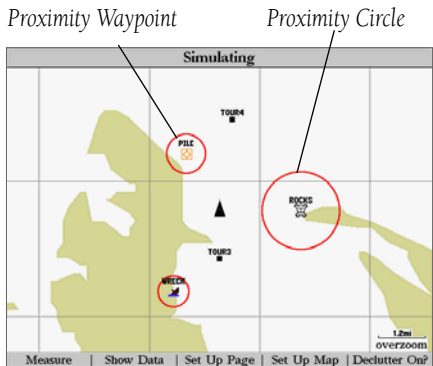 Proximity Waypoint Proximity Circle
Simulating
TOUR4
PILE
ROCKS
TOUR3
WRECK
1.2mi
overzoom
Measure | Show Data | Set Up Page | Set Up Map | Declutter On?